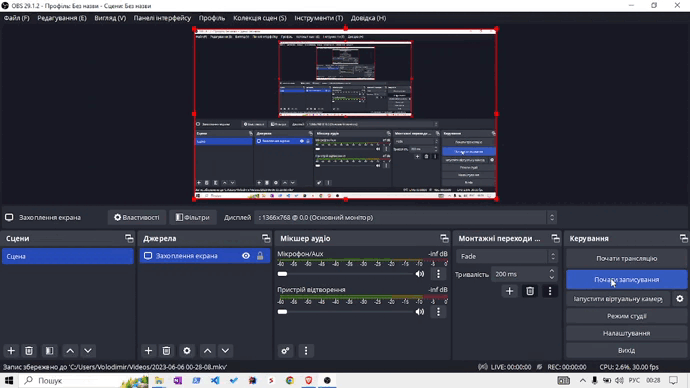 OBS 29.1.2 - Профіль: Без назви - Сцени: Без назви
Файл (F) Редагування (E) Вигляд (V) Панелі інтерфейсу Профіль Колекція сцен (S) Інструменти (T) Довідка (H)
Захоплення екрана Властивості Фільтри Дисплей : 1366x768 @ 0,0 (Основний монітор)
Сцени Джерела Мікшер аудіо Монтажні переходи ... Керування
Сцена
Захоплення екрана
Мікрофон/Aux -inf dB
-60 -55 -50 -45 -40 -35 -30 -25 -20 -15 -10 -5 0
Пристрій відтворення -inf dB
-60 -55 -50 -45 -40 -35 -30 -25 -20 -15 -10 -5 0
Fade
Тривалість 200 ms
Почати трансляцію
Почати записування
Запустити віртуальну камеру
Режим студії
Налаштування
Вихід
Запис збережено до 'C:/Users/Volodimir/Videos/2023-06-06 00-28-08.mkv'
LIVE: 00:00:00 REC: 00:00:00 CPU: 2.6%, 30.00 fps
Пошук
РУС 00:28